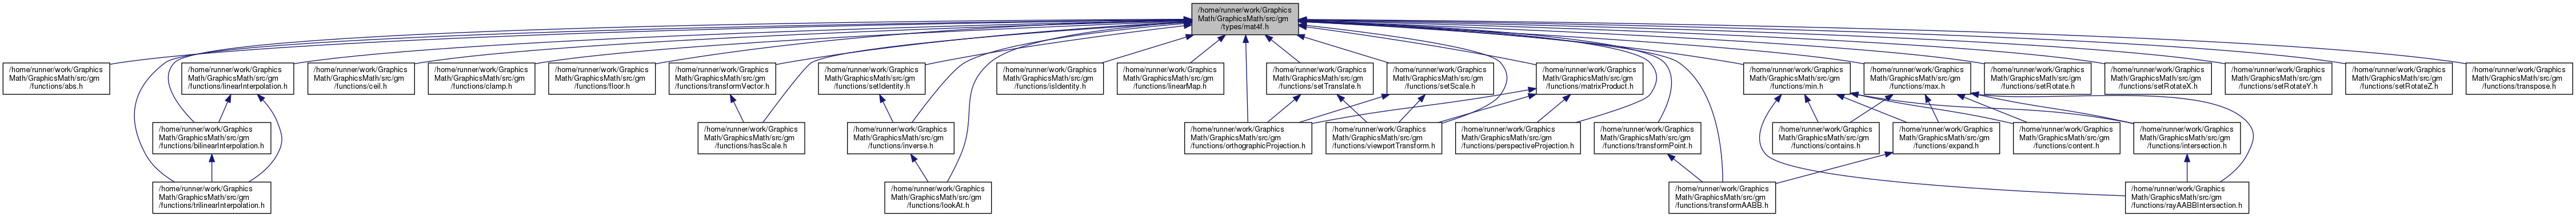 /home/runner/work/Graphics
Math/GraphicsMath/src/gm
/types/mat4f.h
/home/runner/work/Graphics
Math/GraphicsMath/src/gm
/functions/abs.h
/home/runner/work/Graphics
Math/GraphicsMath/src/gm
/functions/linearInterpolation.h
/home/runner/work/Graphics
Math/GraphicsMath/src/gm
/functions/ceil.h
/home/runner/work/Graphics
Math/GraphicsMath/src/gm
/functions/clamp.h
/home/runner/work/Graphics
Math/GraphicsMath/src/gm
/functions/floor.h
/home/runner/work/Graphics
Math/GraphicsMath/src/gm
/functions/transformVector.h
/home/runner/work/Graphics
Math/GraphicsMath/src/gm
/functions/setIdentity.h
/home/runner/work/Graphics
Math/GraphicsMath/src/gm
/functions/isIdentity.h
/home/runner/work/Graphics
Math/GraphicsMath/src/gm
/functions/linearMap.h
/home/runner/work/Graphics
Math/GraphicsMath/src/gm
/functions/setTranslate.h
/home/runner/work/Graphics
Math/GraphicsMath/src/gm
/functions/setScale.h
/home/runner/work/Graphics
Math/GraphicsMath/src/gm
/functions/matrixProduct.h
/home/runner/work/Graphics
Math/GraphicsMath/src/gm
/functions/min.h
/home/runner/work/Graphics
Math/GraphicsMath/src/gm
/functions/max.h
/home/runner/work/Graphics
Math/GraphicsMath/src/gm
/functions/setRotate.h
/home/runner/work/Graphics
Math/GraphicsMath/src/gm
/functions/setRotateX.h
/home/runner/work/Graphics
Math/GraphicsMath/src/gm
/functions/setRotateY.h
/home/runner/work/Graphics
Math/GraphicsMath/src/gm
/functions/setRotateZ.h
/home/runner/work/Graphics
Math/GraphicsMath/src/gm
/functions/transpose.h
/home/runner/work/Graphics
Math/GraphicsMath/src/gm
/functions/bilinearInterpolation.h
/home/runner/work/Graphics
Math/GraphicsMath/src/gm
/functions/hasScale.h
/home/runner/work/Graphics
Math/GraphicsMath/src/gm
/functions/inverse.h
/home/runner/work/Graphics
Math/GraphicsMath/src/gm
/functions/orthographicProjection.h
/home/runner/work/Graphics
Math/GraphicsMath/src/gm
/functions/viewportTransform.h
/home/runner/work/Graphics
Math/GraphicsMath/src/gm
/functions/perspectiveProjection.h
/home/runner/work/Graphics
Math/GraphicsMath/src/gm
/functions/transformPoint.h
/home/runner/work/Graphics
Math/GraphicsMath/src/gm
/functions/contains.h
/home/runner/work/Graphics
Math/GraphicsMath/src/gm
/functions/expand.h
/home/runner/work/Graphics
Math/GraphicsMath/src/gm
/functions/content.h
/home/runner/work/Graphics
Math/GraphicsMath/src/gm
/functions/intersection.h
/home/runner/work/Graphics
Math/GraphicsMath/src/gm
/functions/trilinearInterpolation.h
/home/runner/work/Graphics
Math/GraphicsMath/src/gm
/functions/lookAt.h
/home/runner/work/Graphics
Math/GraphicsMath/src/gm
/functions/transformAABB.h
/home/runner/work/Graphics
Math/GraphicsMath/src/gm
/functions/rayAABBIntersection.h